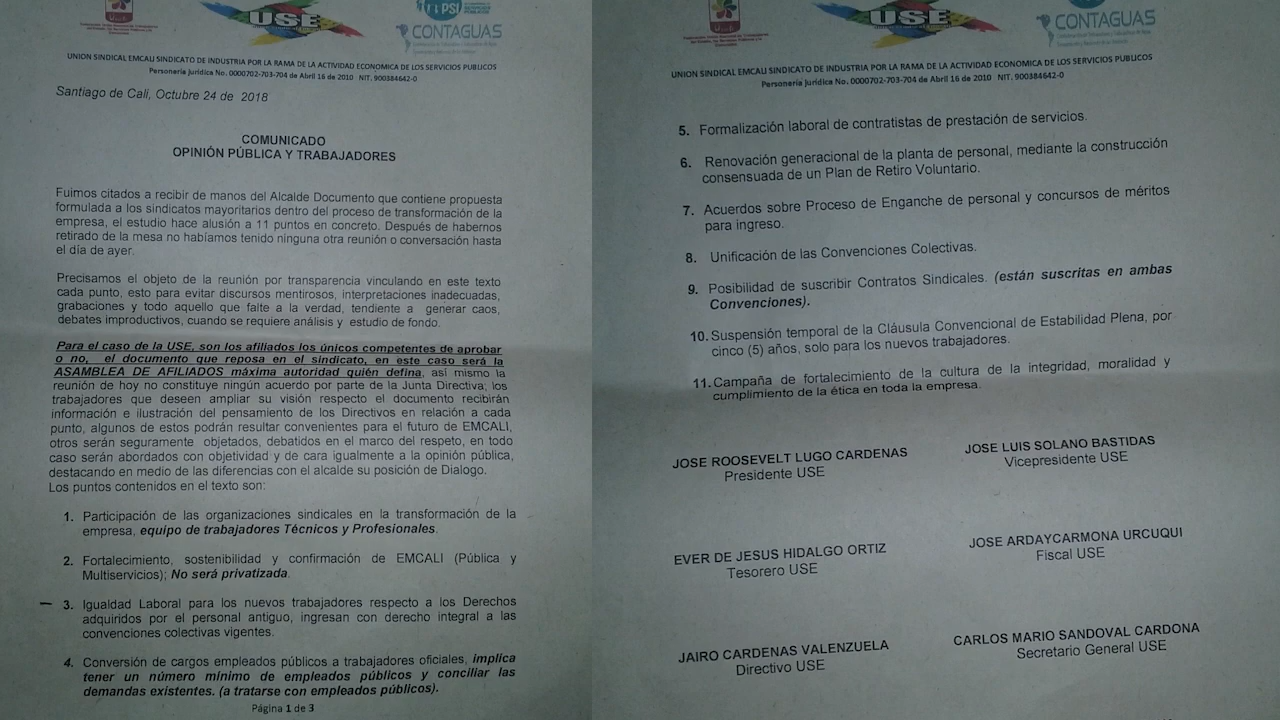 USE
PSI
SERVICIOS
PÚBLICOS
CONTAGUAS
UNION SINDICAL EMCALI SINDICATO DE INDUSTRIA POR LA RAMA DE LA ACTIVIDAD ECONOMICA DE LOS SERVICIOS PUBLICOS
Personería Jurídica No. 0000702-703-704 de Abril 16 de 2010 NIT. 900384642-0
Santiago de Cali, Octubre 24 de 2018
COMUNICADO
OPINIÓN PÚBLICA Y TRABAJADORES
Fuimos citados a recibir de manos del Alcalde Documento que contiene propuesta
formulada a los sindicatos mayoritarios dentro del proceso de transformación de la
empresa, el estudio hace alusión a 11 puntos en concreto. Después de habernos
retirado de la mesa no habíamos tenido ninguna otra reunión o conversación hasta
el día de ayer.
Precisamos el objeto de la reunión por transparencia vinculando en este texto
cada punto, esto para evitar discursos mentirosos, interpretaciones inadecuadas,
grabaciones y todo aquello que falte a la verdad, tendiente a generar caos,
debates improductivos, cuando se requiere análisis y estudio de fondo.
Para el caso de la USE, son los afiliados los únicos competentes de aprobar
o no, el documento que reposa en el sindicato, en este caso será la
ASAMBLEA DE AFILIADOS máxima autoridad quién defina, así mismo la
reunión de hoy no constituye ningún acuerdo por parte de la Junta Directiva; los
trabajadores que deseen ampliar su visión respecto el documento recibirán
información e ilustración del pensamiento de los Directivos en relación a cada
punto, algunos de estos podrán resultar convenientes para el futuro de EMCALI,
otros serán seguramente objetados, debatidos en el marco del respeto, en todo
caso serán abordados con objetividad y de cara igualmente a la opinión pública,
destacando en medio de las diferencias con el alcalde su posición de Dialogo.
Los puntos contenidos en el texto son:
1. Participación de las organizaciones sindicales en la transformación de la
empresa, equipo de trabajadores Técnicos y Profesionales.
2. Fortalecimiento, sostenibilidad y confirmación de EMCALI (Pública y
Multiservicios); No será privatizada.
3. Igualdad Laboral para los nuevos trabajadores respecto a los Derechos
adquiridos por el personal antiguo, ingresan con derecho integral a las
convenciones colectivas vigentes.
4. Conversión de cargos empleados públicos a trabajadores oficiales, implica
tener un número mínimo de empleados públicos y conciliar las
demandas existentes. (a tratarse con empleados públicos).
Página 1 de 3
USE
CONTAGUAS
UNION SINDICAL EMCALI SINDICATO DE INDUSTRIA POR LA RAMA DE LA ACTIVIDAD ECONOMICA DE LOS SERVICIOS PUBLICOS
Personería Jurídica No. 0000702-703-704 de Abril 16 de 2010 NIT. 900384642-0
5. Formalización laboral de contratistas de prestación de servicios.
6. Renovación generacional de la planta de personal, mediante la construcción
consensuada de un Plan de Retiro Voluntario.
7. Acuerdos sobre Proceso de Enganche de personal y concursos de méritos
para ingreso.
8. Unificación de las Convenciones Colectivas.
9. Posibilidad de suscribir Contratos Sindicales. (están suscritas en ambas
Convenciones).
10. Suspensión temporal de la Cláusula Convencional de Estabilidad Plena, por
cinco (5) años, solo para los nuevos trabajadores.
11. Campaña de fortalecimiento de la cultura de la integridad, moralidad y
cumplimiento de la ética en toda la empresa.
JOSE ROOSEVELT LUGO CARDENAS
Presidente USE
JOSE LUIS SOLANO BASTIDAS
Vicepresidente USE
EVER DE JESUS HIDALGO ORTIZ
Tesorero USE
JOSE ARDAYCARMONA URCUQUI
Fiscal USE
JAIRO CARDENAS VALENZUELA
Directivo USE
CARLOS MARIO SANDOVAL CARDONA
Secretario General USE